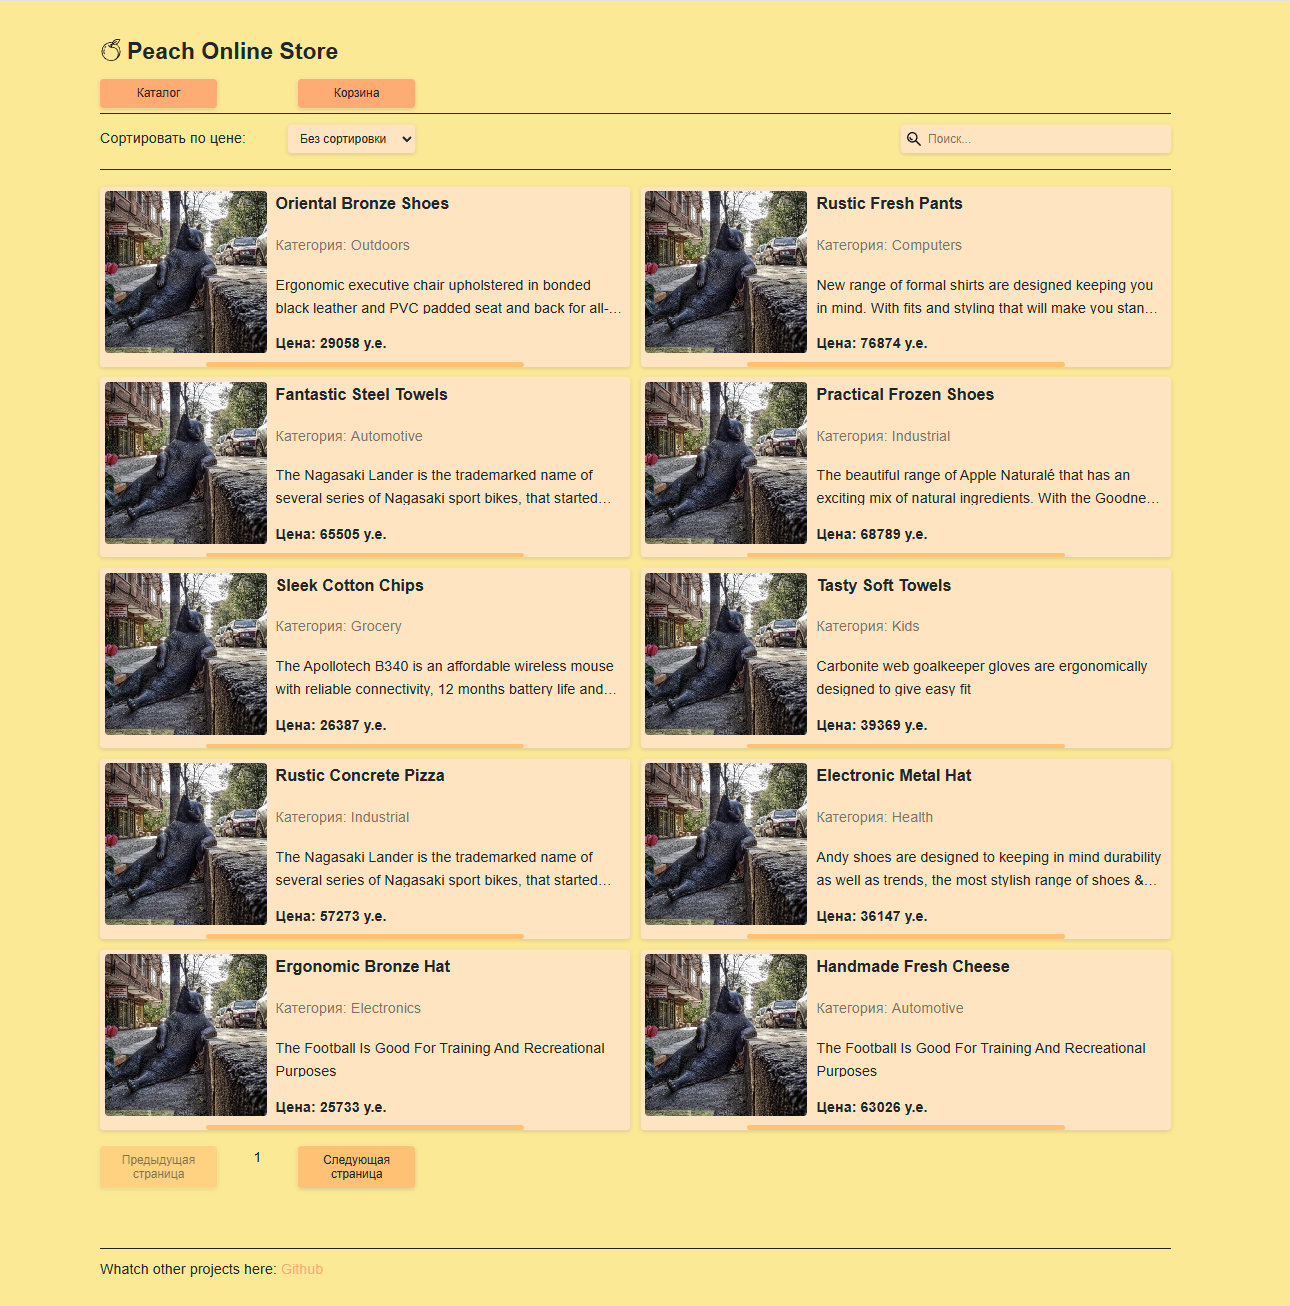 Peach Online Store
Каталог
Корзина
Сортировать по цене:
Без сортировки
Поиск...
Oriental Bronze Shoes
Категория: Outdoors
Ergonomic executive chair upholstered in bonded
black leather and PVC padded seat and back for all-...
Цена: 29058 у.е.
Rustic Fresh Pants
Категория: Computers
New range of formal shirts are designed keeping you
in mind. With fits and styling that will make you stan...
Цена: 76874 у.е.
Fantastic Steel Towels
Категория: Automotive
The Nagasaki Lander is the trademarked name of
several series of Nagasaki sport bikes, that started...
Цена: 65505 у.е.
Practical Frozen Shoes
Категория: Industrial
The beautiful range of Apple Naturalé that has an
exciting mix of natural ingredients. With the Goodne...
Цена: 68789 у.е.
Sleek Cotton Chips
Категория: Grocery
The Apollotech B340 is an affordable wireless mouse
with reliable connectivity, 12 months battery life and...
Цена: 26387 у.е.
Tasty Soft Towels
Категория: Kids
Carbonite web goalkeeper gloves are ergonomically
designed to give easy fit
Цена: 39369 у.е.
Rustic Concrete Pizza
Категория: Industrial
The Nagasaki Lander is the trademarked name of
several series of Nagasaki sport bikes, that started...
Цена: 57273 у.е.
Electronic Metal Hat
Категория: Health
Andy shoes are designed to keeping in mind durability
as well as trends, the most stylish range of shoes &...
Цена: 36147 у.е.
Ergonomic Bronze Hat
Категория: Electronics
The Football Is Good For Training And Recreational
Purposes
Цена: 25733 у.е.
Handmade Fresh Cheese
Категория: Automotive
The Football Is Good For Training And Recreational
Purposes
Цена: 63026 у.е.
Предыдущая
страница
1
Следующая
страница
Whatch other projects here: Github